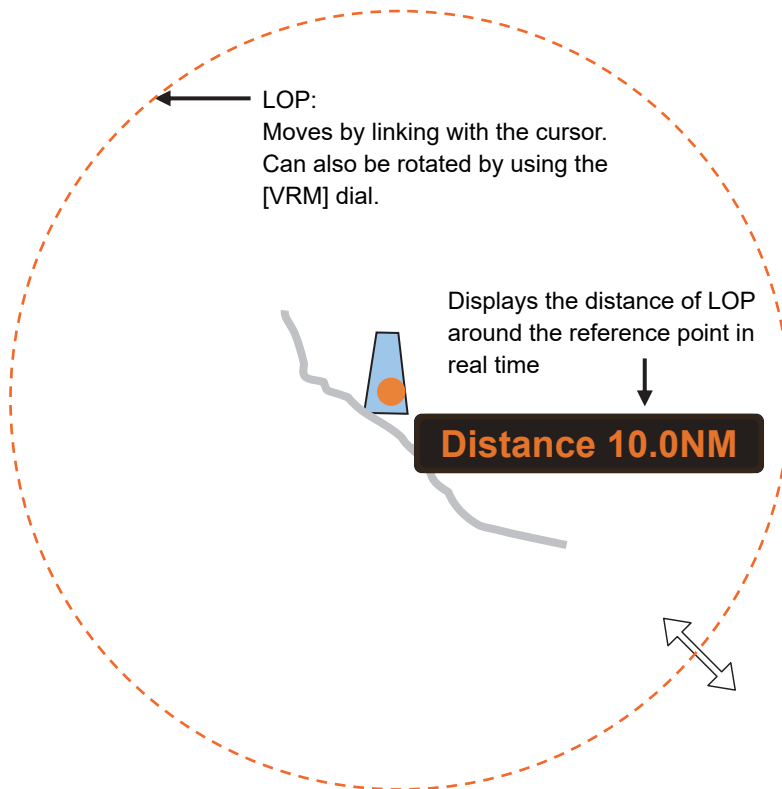 LOP:
Moves by linking with the cursor.
Can also be rotated by using the
[VRM] dial.
Displays the distance of LOP
around the reference point in
real time
Distance 10.0NM